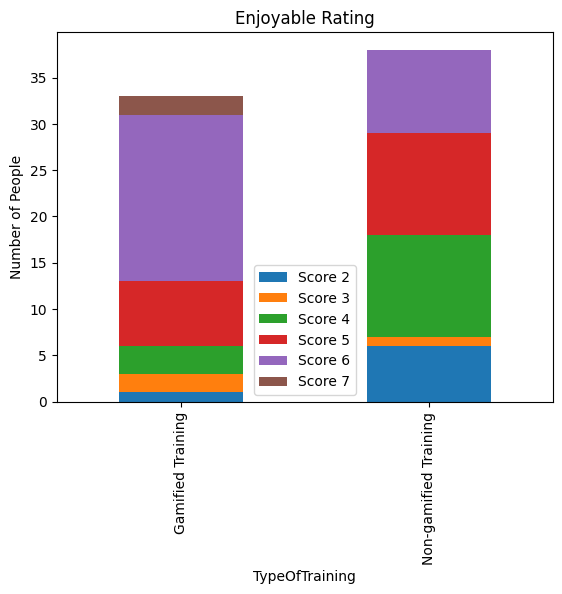 Enjoyable Rating
Number of People
35
30
25
20
15
10
5
0
Score 2
Score 3
Score 4
Score 5
Score 6
Score 7
Gamified Training
Non-gamified Training
TypeOfTraining